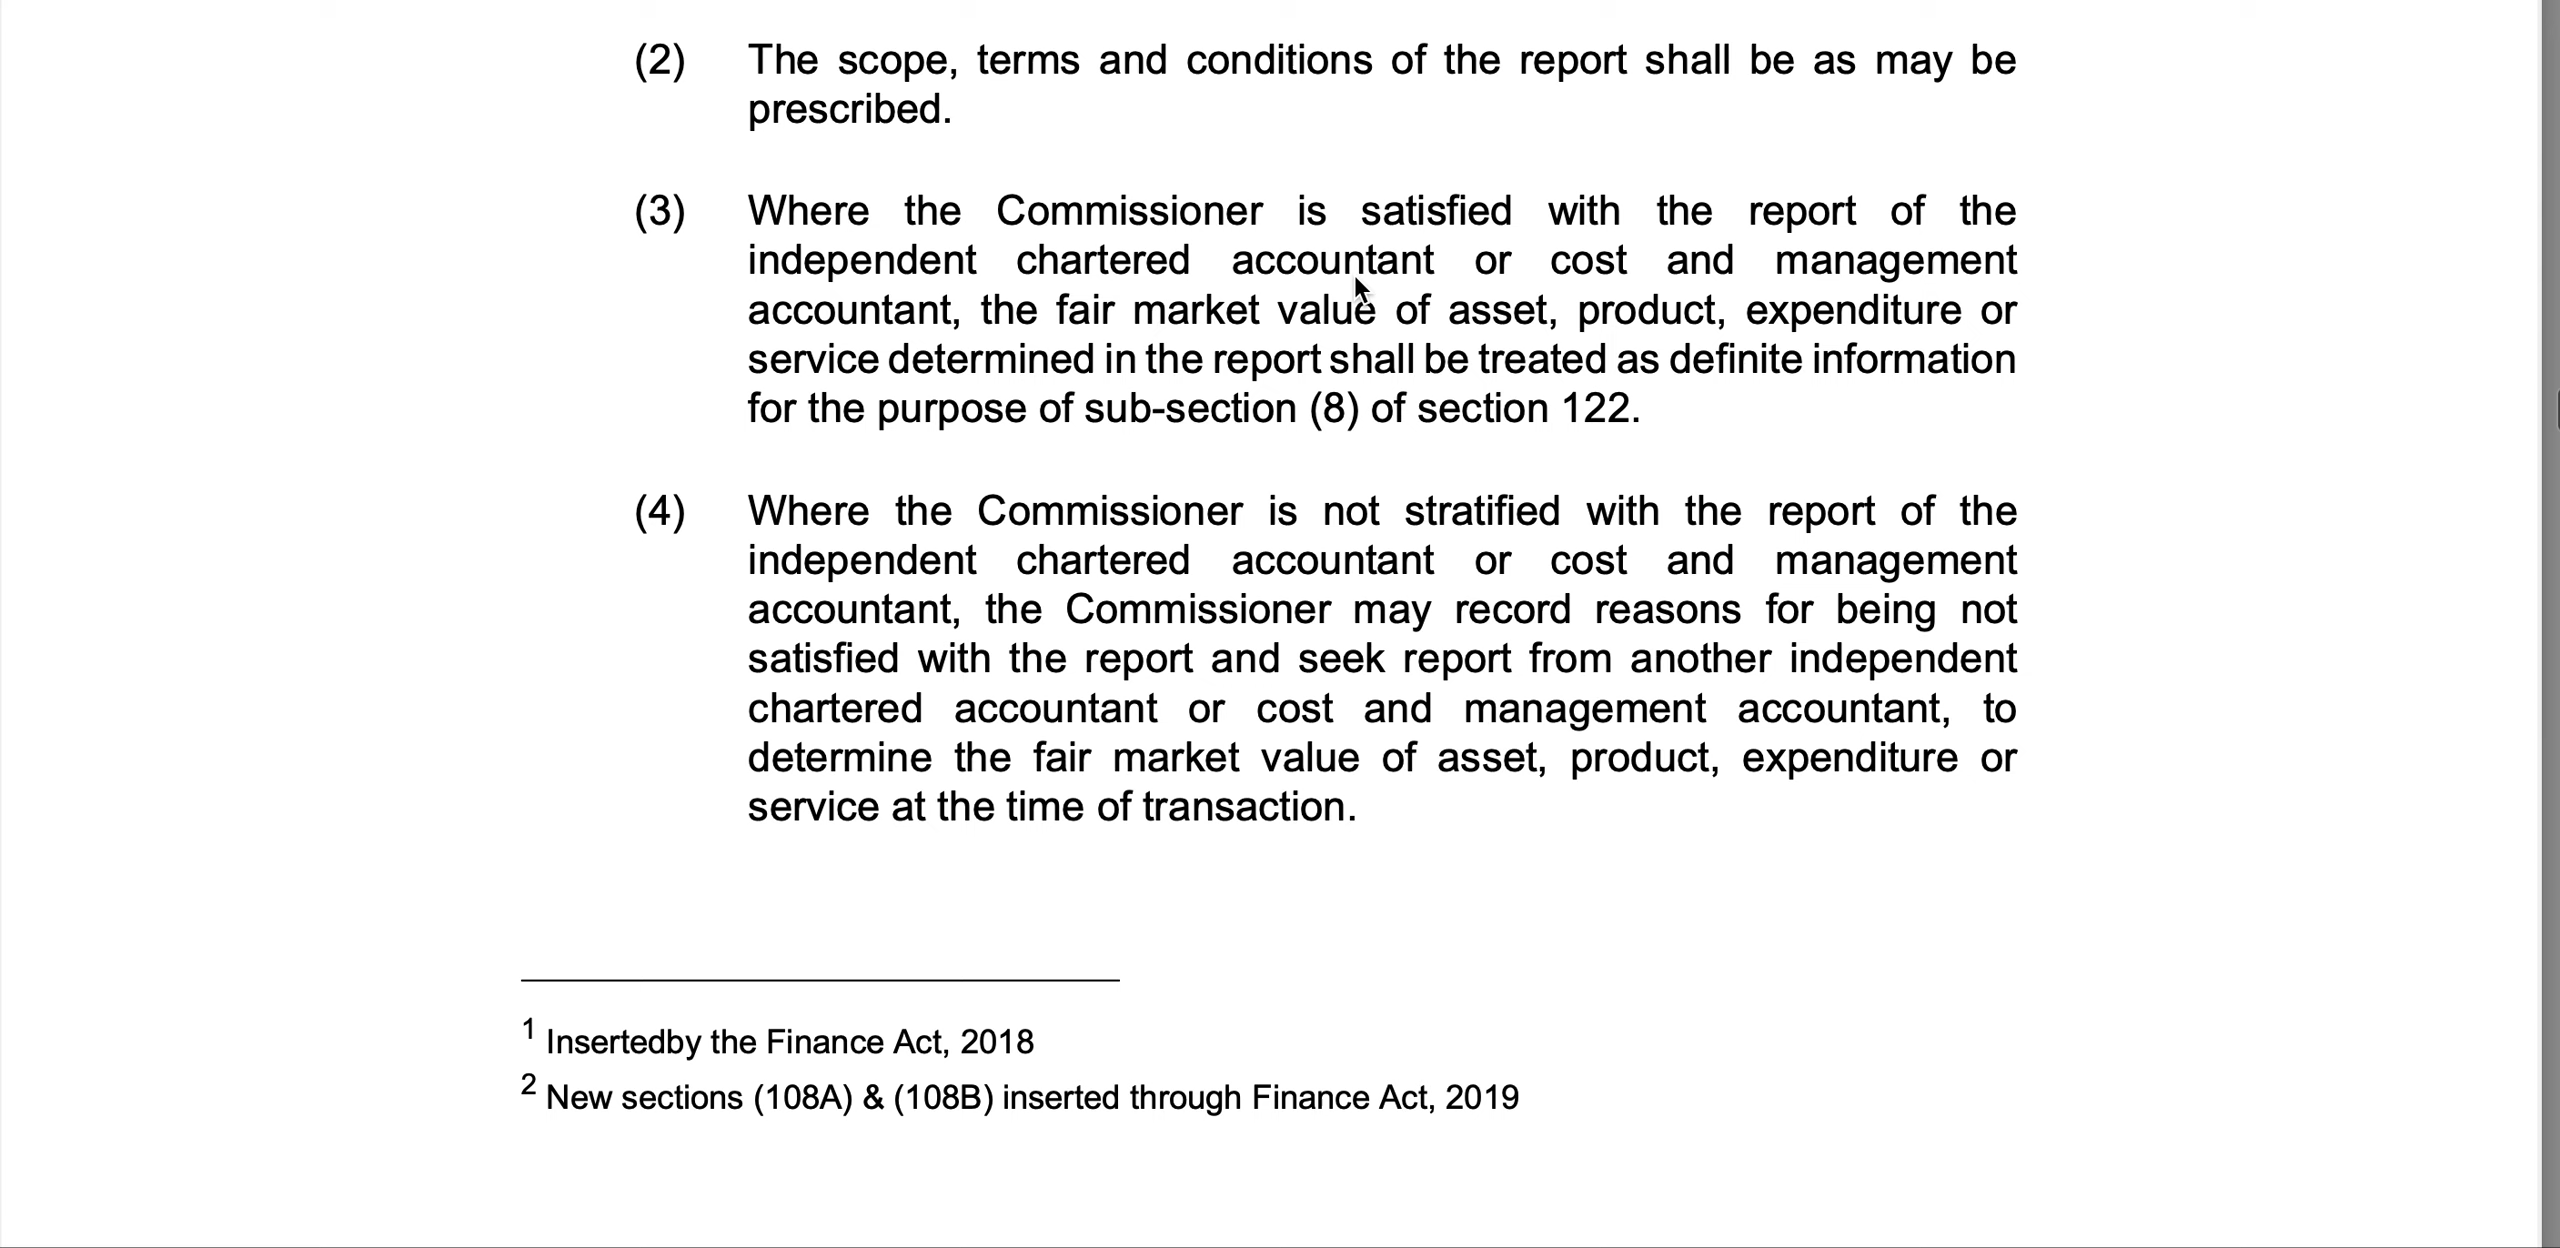 (2) The scope, terms and conditions of the report shall be as may be
prescribed.
(3) Where the Commissioner is satisfied with the report of the
independent chartered accountant or cost and management
accountant, the fair market value of asset, product, expenditure or
service determined in the report shall be treated as definite information
for the purpose of sub-section (8) of section 122.
(4) Where the Commissioner is not stratified with the report of the
independent chartered accountant or cost and management
accountant, the Commissioner may record reasons for being not
satisfied with the report and seek report from another independent
chartered accountant or cost and management accountant, to
determine the fair market value of asset, product, expenditure or
service at the time of transaction.
1 Insertedby the Finance Act, 2018
2 New sections (108A) & (108B) inserted through Finance Act, 2019